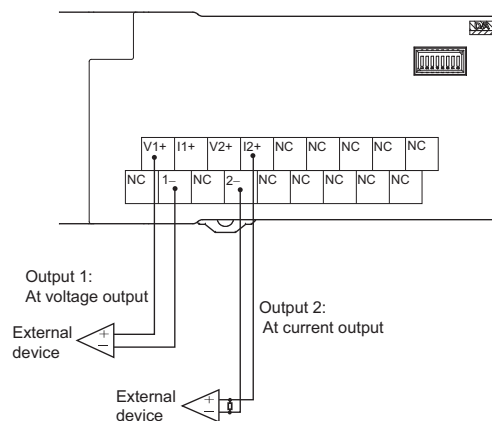 D/A
V1+ I1+ V2+ I2+ NC NC NC NC NC
NC 1– NC 2– NC NC NC NC NC
Output 1:
At voltage output
External
device
+
–
Output 2:
At current output
External
device
+
–